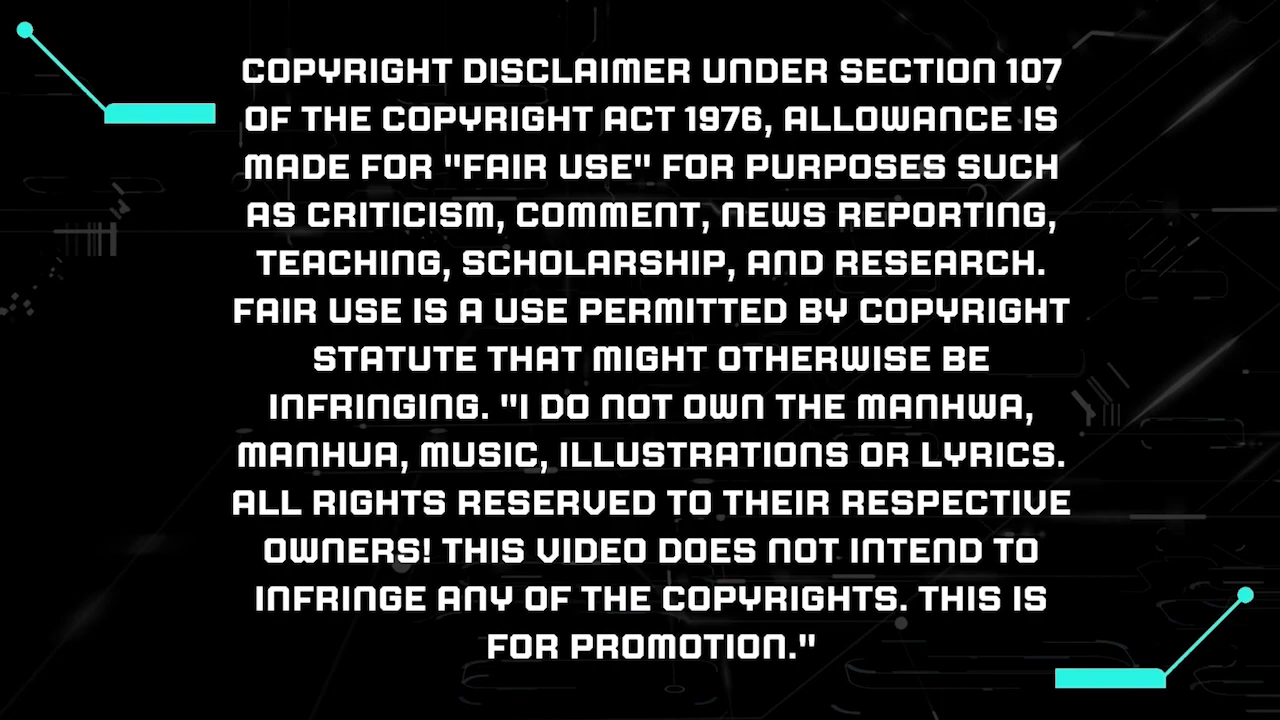 COPYRIGHT DISCLAIMER UNDER SECTION 107
OF THE COPYRIGHT ACT 1976, ALLOWANCE IS
MADE FOR "FAIR USE" FOR PURPOSES SUCH
AS CRITICISM, COMMENT, NEWS REPORTING,
TEACHING, SCHOLARSHIP, AND RESEARCH.
FAIR USE IS A USE PERMITTED BY COPYRIGHT
STATUTE THAT MIGHT OTHERWISE BE
INFRINGING. "I DO NOT OWN THE MANHWA,
MANHUA, MUSIC, ILLUSTRATIONS OR LYRICS.
ALL RIGHTS RESERVED TO THEIR RESPECTIVE
OWNERS! THIS VIDEO DOES NOT INTEND TO
INFRINGE ANY OF THE COPYRIGHTS. THIS IS
FOR PROMOTION."